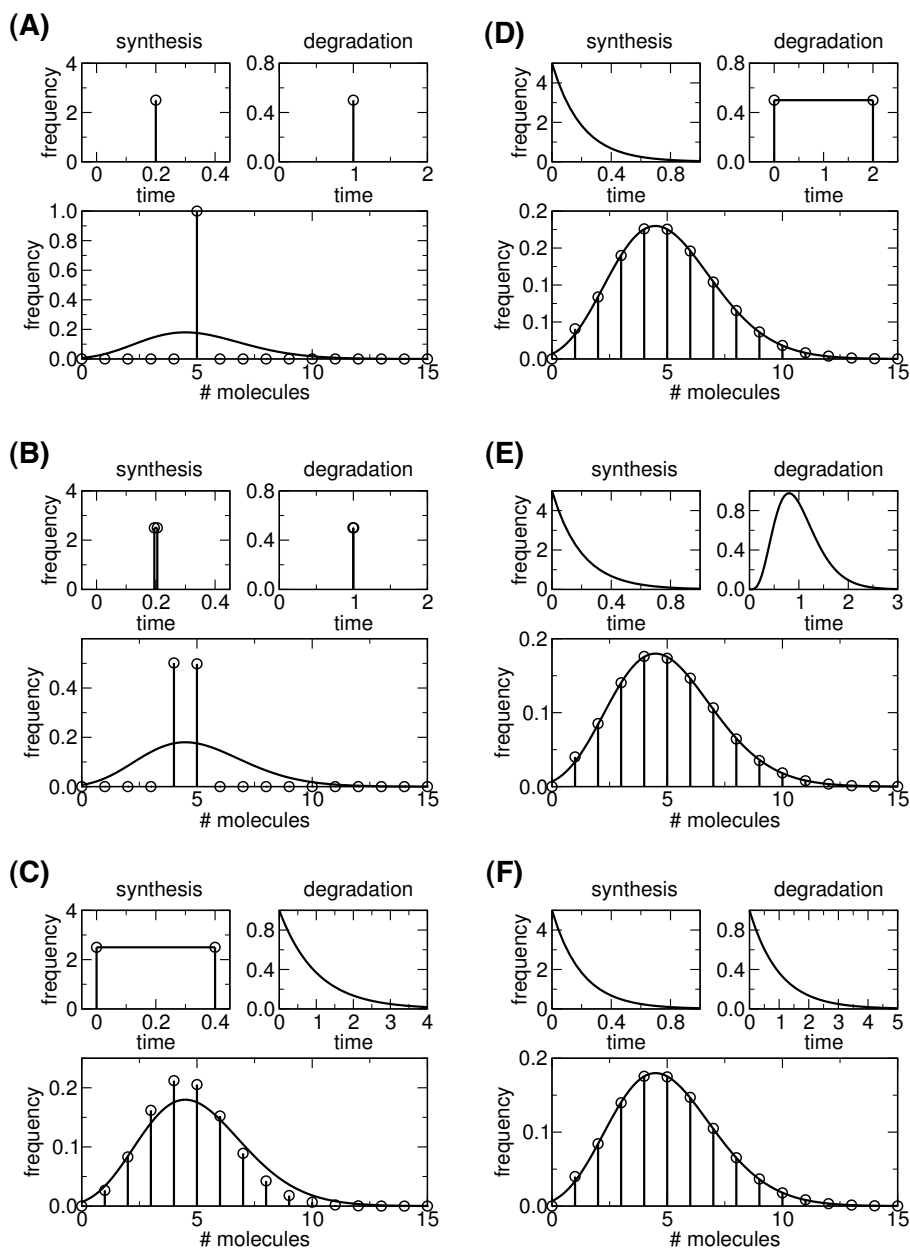 (A)
synthesis degradation
frequency
4
2
0
0 0.2 0.4
time
0.8
0.4
0.0
0 1 2
time
frequency
1.0
0.8
0.6
0.4
0.2
0.0
0 5 10 15
# molecules
(B)
synthesis degradation
frequency
4
2
0
0 0.2 0.4
time
0.8
0.4
0.0
0 1 2
time
frequency
0.4
0.2
0.0
0 5 10 15
# molecules
(C)
synthesis degradation
frequency
4
2
0
0 0.2 0.4
time
0.8
0.4
0.0
0 1 2 3 4
time
frequency
0.2
0.1
0.0
0 5 10 15
# molecules
(D)
synthesis degradation
frequency
4
2
0
0 0.4 0.8
time
0.8
0.4
0.0
0 1 2
time
frequency
0.2
0.2
0.1
0.1
0.0
0 5 10 15
# molecules
(E)
synthesis degradation
frequency
4
2
0
0 0.4 0.8
time
0.8
0.4
0.0
0 1 2 3
time
frequency
0.2
0.1
0.0
0 5 10 15
# molecules
(F)
synthesis degradation
frequency
4
2
0
0 0.4 0.8
time
0.8
0.4
0.0
0 1 2 3 4 5
time
frequency
0.2
0.1
0.0
0 5 10 15
# molecules